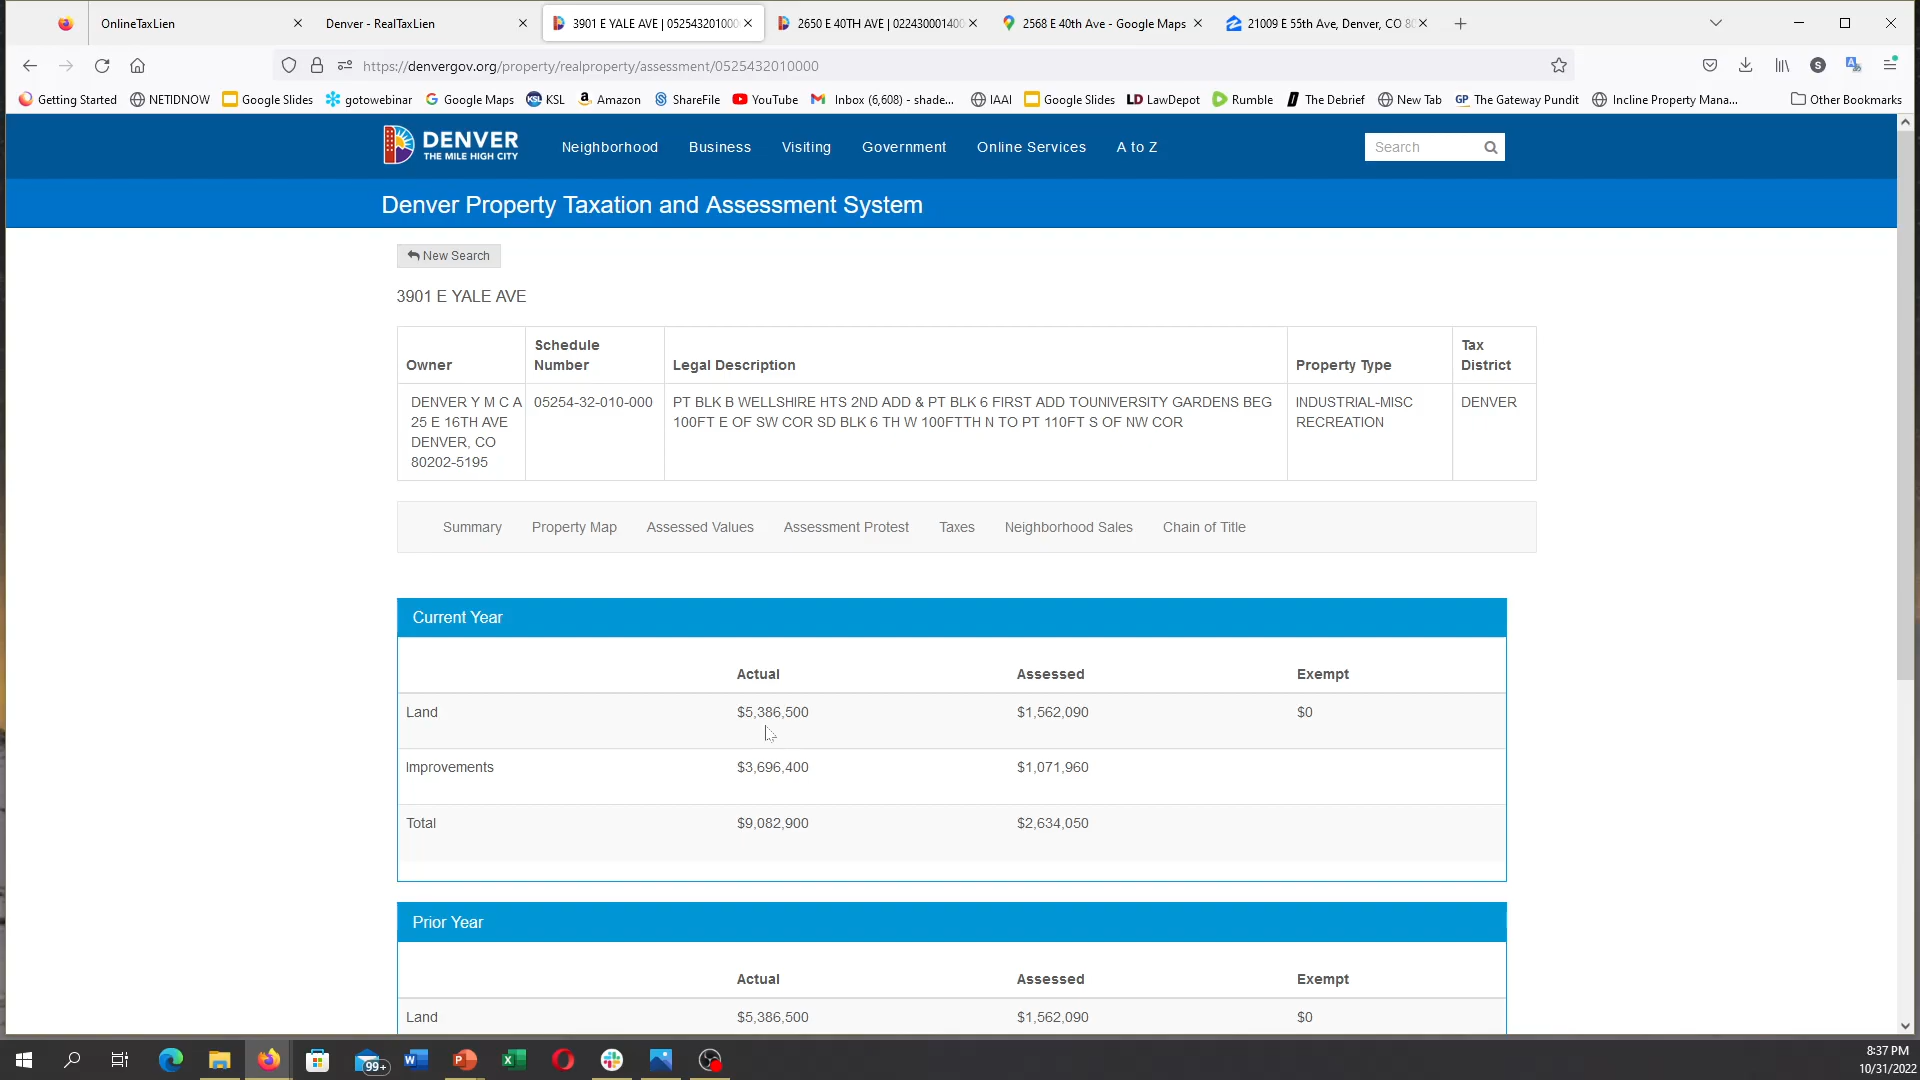 OnlineTaxLien
Denver - RealTaxLien
3901 E YALE AVE | 0525432010000
2650 E 40TH AVE | 022430001400
2568 E 40th Ave - Google Maps
21009 E 55th Ave, Denver, CO 80
https://denvergov.org/property/realproperty/assessment/0525432010000
S
Getting Started
NETIDNOW
Google Slides
gotowebinar
Google Maps
KSL
Amazon
ShareFile
YouTube
Inbox (6,608) - shade...
IAAI
Google Slides
LD LawDepot
Rumble
The Debrief
New Tab
GP The Gateway Pundit
Incline Property Mana...
Other Bookmarks
DENVER
THE MILE HIGH CITY
Neighborhood
Business
Visiting
Government
Online Services
A to Z
Search
Denver Property Taxation and Assessment System
New Search
3901 E YALE AVE
Owner
Schedule
Number
Legal Description
Property Type
Tax
District
DENVER Y M C A
25 E 16TH AVE
DENVER, CO
80202-5195
05254-32-010-000
PT BLK B WELLSHIRE HTS 2ND ADD & PT BLK 6 FIRST ADD TOUNIVERSITY GARDENS BEG
100FT E OF SW COR SD BLK 6 TH W 100FTTH N TO PT 110FT S OF NW COR
INDUSTRIAL-MISC
RECREATION
DENVER
Summary
Property Map
Assessed Values
Assessment Protest
Taxes
Neighborhood Sales
Chain of Title
Current Year
Actual
Assessed
Exempt
Land
$5,386,500
$1,562,090
$0
Improvements
$3,696,400
$1,071,960
Total
$9,082,900
$2,634,050
Prior Year
Actual
Assessed
Exempt
Land
$5,386,500
$1,562,090
$0
99+
8:37 PM
10/31/2022